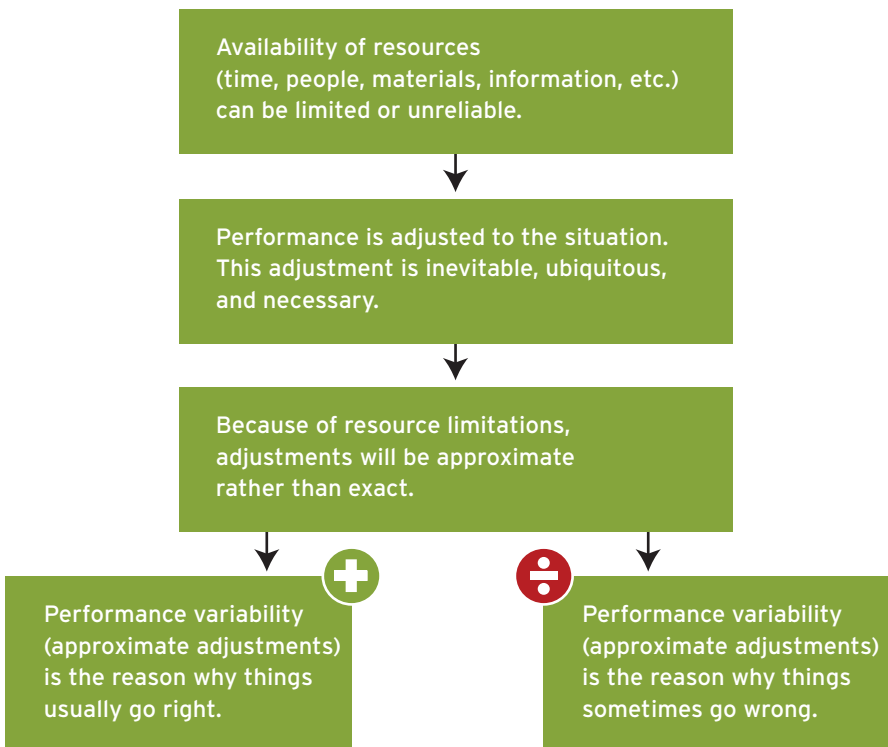 Availability of resources
(time, people, materials, information, etc.)
can be limited or unreliable.
Performance is adjusted to the situation.
This adjustment is inevitable, ubiquitous,
and necessary.
Because of resource limitations,
adjustments will be approximate
rather than exact.
Performance variability
(approximate adjustments)
is the reason why things
usually go right.
Performance variability
(approximate adjustments)
is the reason why things
sometimes go wrong.